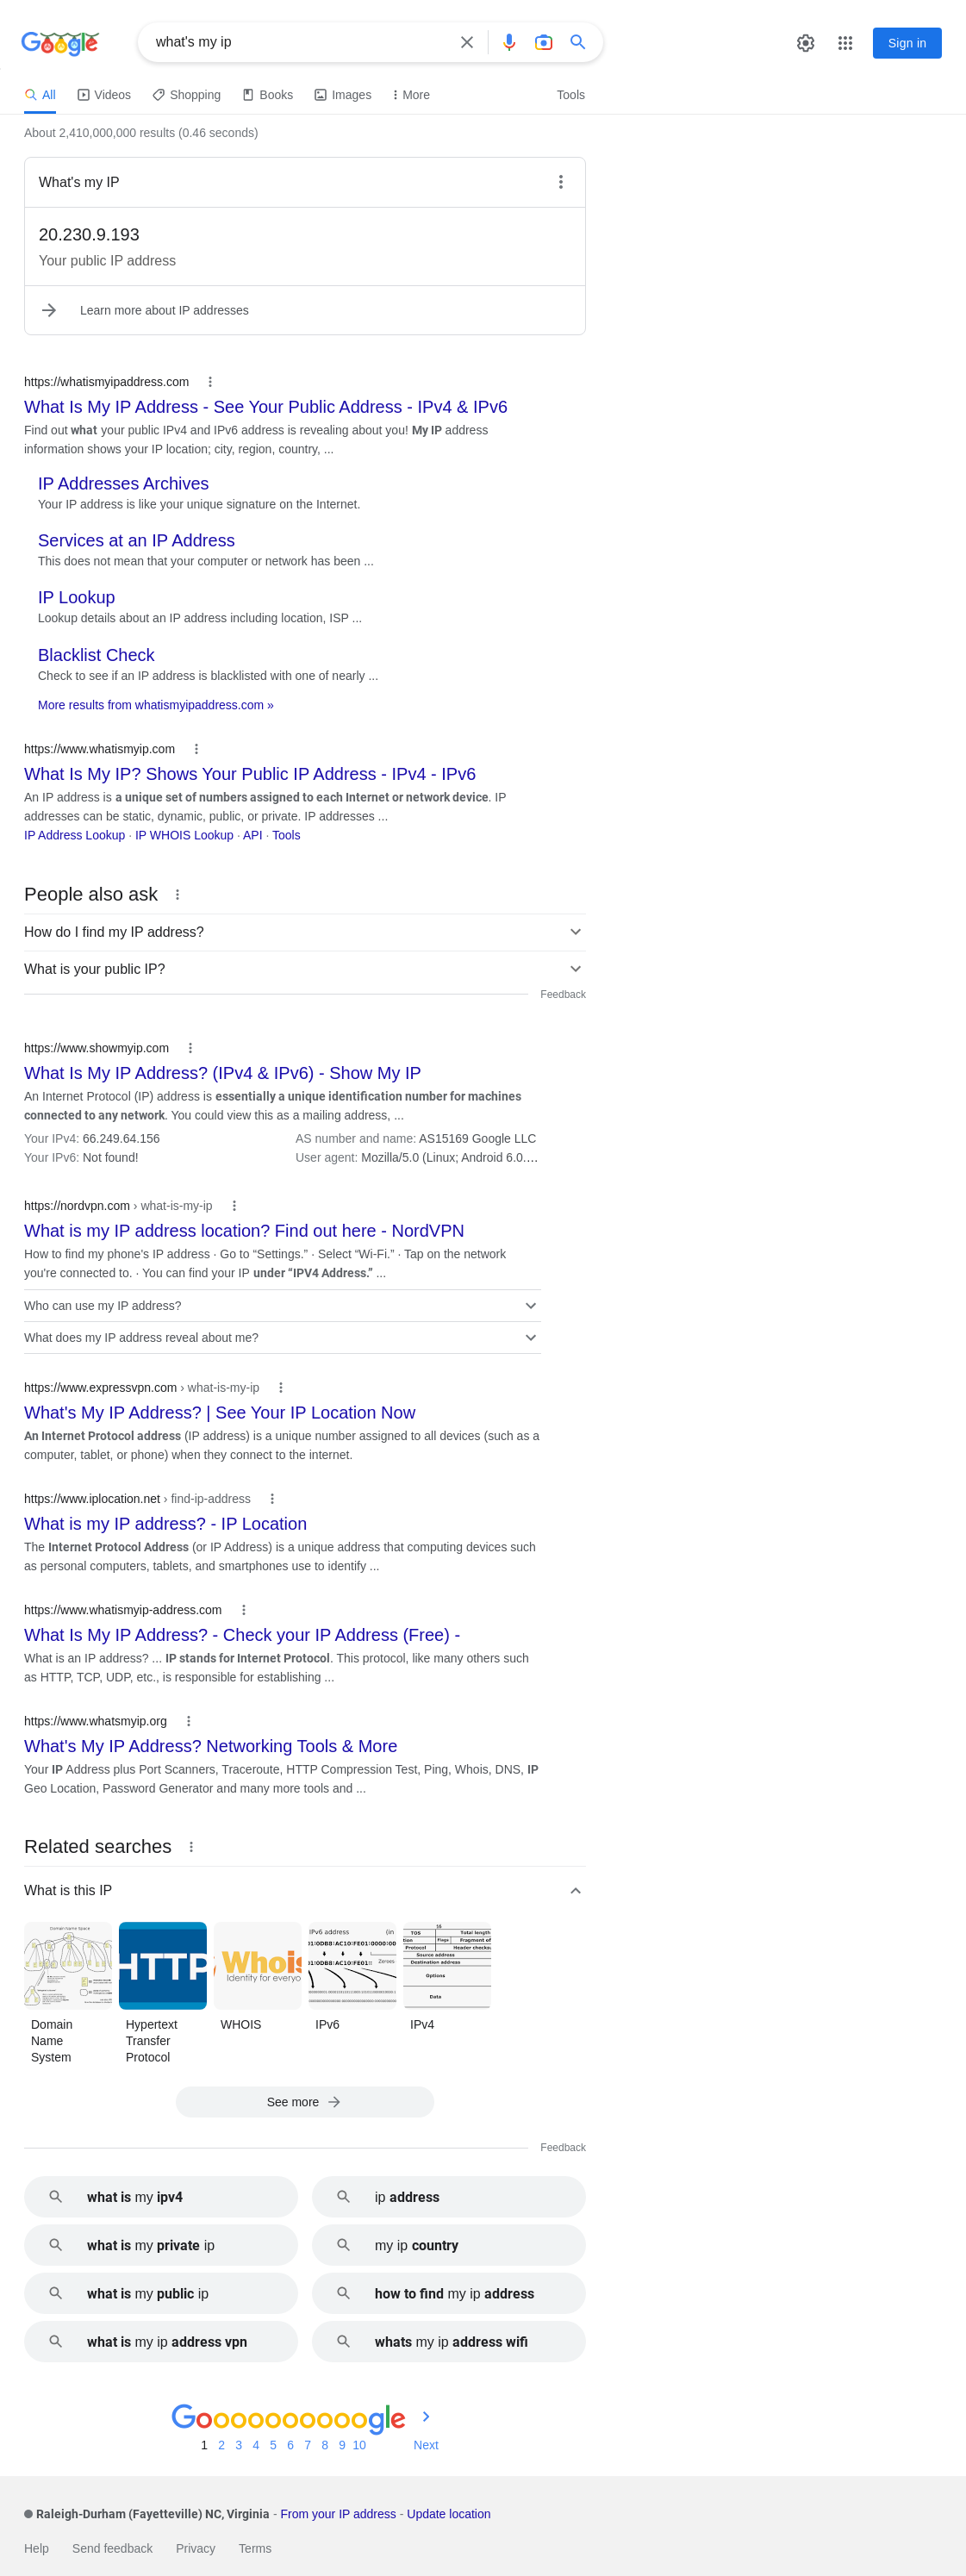 Google
what's my ip
Sign in
All
Videos
Shopping
Books
Images
More
Tools
About 2,410,000,000 results (0.46 seconds)
What's my IP
20.230.9.193
Your public IP address
Learn more about IP addresses
https://whatismyipaddress.com
What Is My IP Address - See Your Public Address - IPv4 & IPv6
Find out what your public IPv4 and IPv6 address is revealing about you! My IP address
information shows your IP location; city, region, country, ...
IP Addresses Archives
Your IP address is like your unique signature on the Internet.
Services at an IP Address
This does not mean that your computer or network has been ...
IP Lookup
Lookup details about an IP address including location, ISP ...
Blacklist Check
Check to see if an IP address is blacklisted with one of nearly ...
More results from whatismyipaddress.com »
https://www.whatismyip.com
What Is My IP? Shows Your Public IP Address - IPv4 - IPv6
An IP address is a unique set of numbers assigned to each Internet or network device. IP
addresses can be static, dynamic, public, or private. IP addresses ...
IP Address Lookup · IP WHOIS Lookup · API · Tools
People also ask
How do I find my IP address?
What is your public IP?
Feedback
https://www.showmyip.com
What Is My IP Address? (IPv4 & IPv6) - Show My IP
An Internet Protocol (IP) address is essentially a unique identification number for machines
connected to any network. You could view this as a mailing address, ...
Your IPv4: 66.249.64.156
AS number and name: AS15169 Google LLC
Your IPv6: Not found!
User agent: Mozilla/5.0 (Linux; Android 6.0....
https://nordvpn.com › what-is-my-ip
What is my IP address location? Find out here - NordVPN
How to find my phone's IP address · Go to “Settings.” · Select “Wi-Fi.” · Tap on the network
you're connected to. · You can find your IP under “IPV4 Address.” ...
Who can use my IP address?
What does my IP address reveal about me?
https://www.expressvpn.com › what-is-my-ip
What's My IP Address? | See Your IP Location Now
An Internet Protocol address (IP address) is a unique number assigned to all devices (such as a
computer, tablet, or phone) when they connect to the internet.
https://www.iplocation.net › find-ip-address
What is my IP address? - IP Location
The Internet Protocol Address (or IP Address) is a unique address that computing devices such
as personal computers, tablets, and smartphones use to identify ...
https://www.whatismyip-address.com
What Is My IP Address? - Check your IP Address (Free) -
What is an IP address? ... IP stands for Internet Protocol. This protocol, like many others such
as HTTP, TCP, UDP, etc., is responsible for establishing ...
https://www.whatsmyip.org
What's My IP Address? Networking Tools & More
Your IP Address plus Port Scanners, Traceroute, HTTP Compression Test, Ping, Whois, DNS, IP
Geo Location, Password Generator and many more tools and ...
Related searches
What is this IP
Domain Name Space
HTTP
Whois
Identity for everyo
IPv6 address (in
Zeroes
16
TOS
Total length
Flags
Fragment of
Protocol
Header checks
Source address
Destination address
Options
Data
Domain
Name
System
Hypertext
Transfer
Protocol
WHOIS
IPv6
IPv4
See more
Feedback
what is my ipv4
ip address
what is my private ip
my ip country
what is my public ip
how to find my ip address
what is my ip address vpn
whats my ip address wifi
Goooooooooogle
1 2 3 4 5 6 7 8 9 10
Next
Raleigh-Durham (Fayetteville) NC, Virginia - From your IP address - Update location
Help
Send feedback
Privacy
Terms